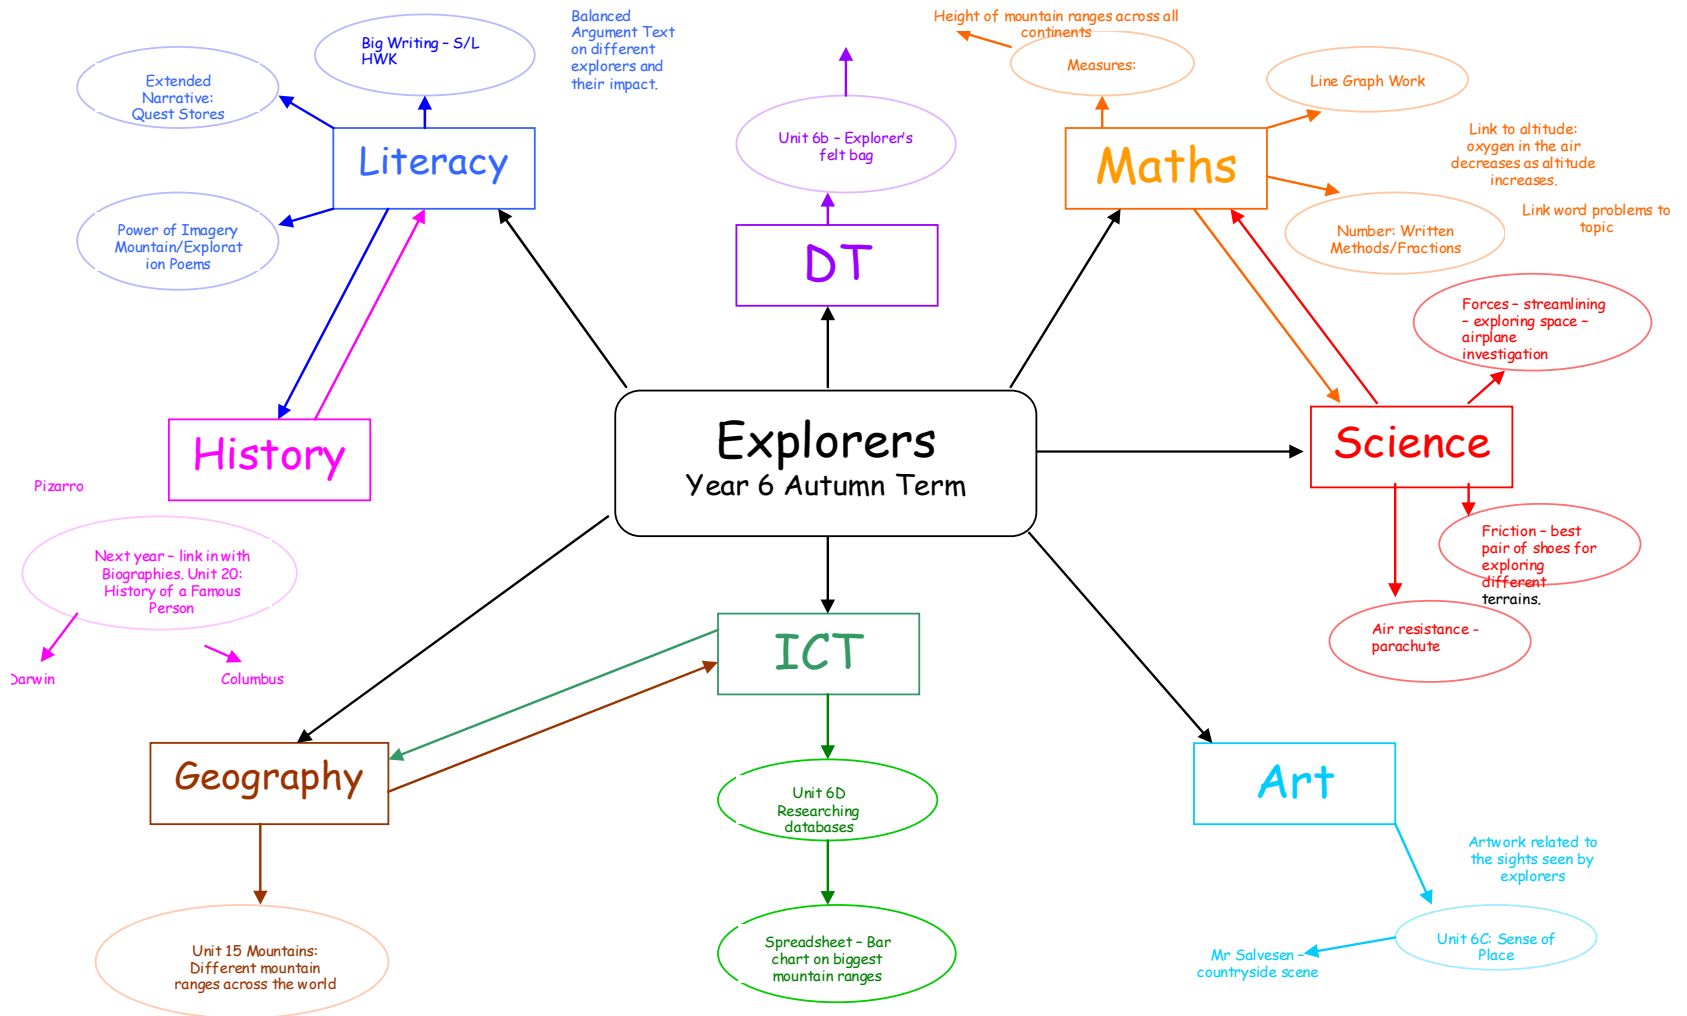 Big Writing – S/L
HWK
Extended
Narrative:
Quest Stores
Balanced
Argument Text
on different
explorers and
their impact.
Literacy
Power of Imagery
Mountain/Explorat
ion Poems
Unit 6b – Explorer's
felt bag
DT
Height of mountain ranges across all
continents
Measures:
Line Graph Work
Maths
Link to altitude:
oxygen in the air
decreases as altitude
increases.
Number: Written
Methods/Fractions
Link word problems to
topic
Forces – streamlining
– exploring space –
airplane
investigation
Science
Friction – best
pair of shoes for
exploring
different
terrains.
Air resistance -
parachute
Explorers
Year 6 Autumn Term
History
Pizarro
Next year – link in with
Biographies. Unit 20:
History of a Famous
Person
Darwin
Columbus
ICT
Unit 6D
Researching
databases
Spreadsheet – Bar
chart on biggest
mountain ranges
Geography
Unit 15 Mountains:
Different mountain
ranges across the world
Art
Artwork related to
the sights seen by
explorers
Unit 6C: Sense of
Place
Mr Salvesen –
countryside scene